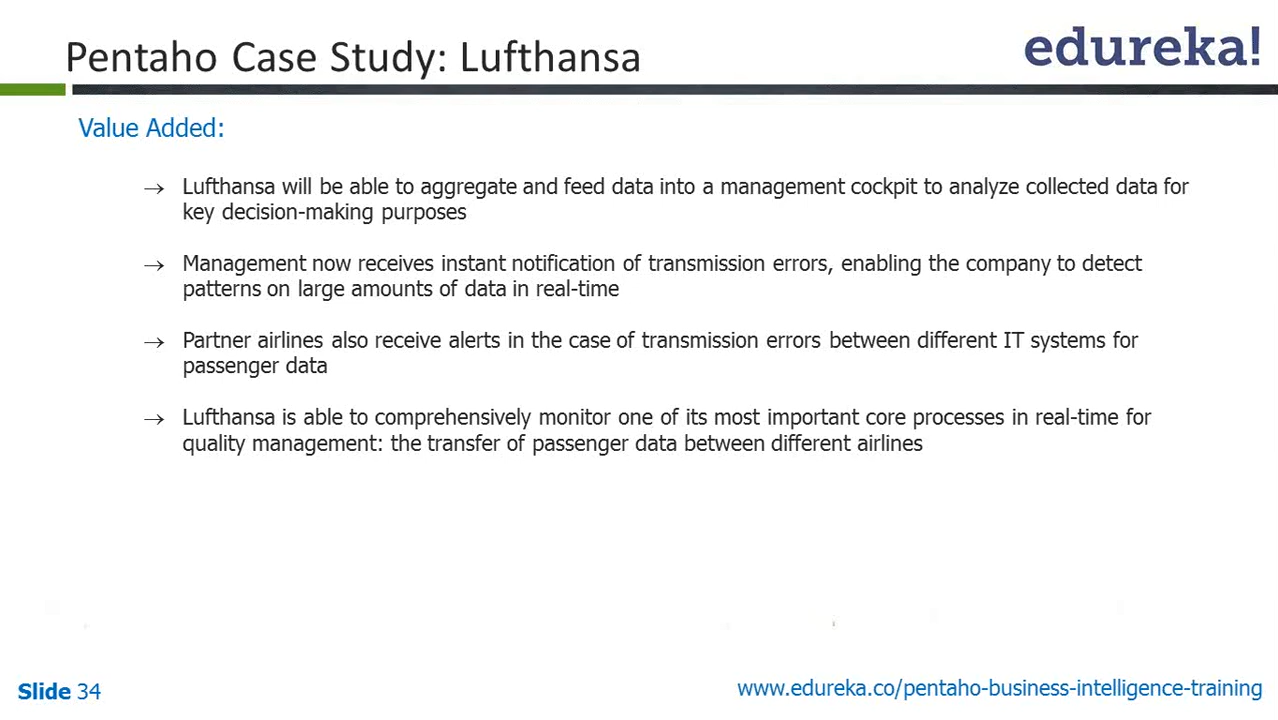 Pentaho Case Study: Lufthansa
edureka!
Value Added:
→ Lufthansa will be able to aggregate and feed data into a management cockpit to analyze collected data for
key decision-making purposes
→ Management now receives instant notification of transmission errors, enabling the company to detect
patterns on large amounts of data in real-time
→ Partner airlines also receive alerts in the case of transmission errors between different IT systems for
passenger data
→ Lufthansa is able to comprehensively monitor one of its most important core processes in real-time for
quality management: the transfer of passenger data between different airlines
Slide 34
www.edureka.co/pentaho-business-intelligence-training